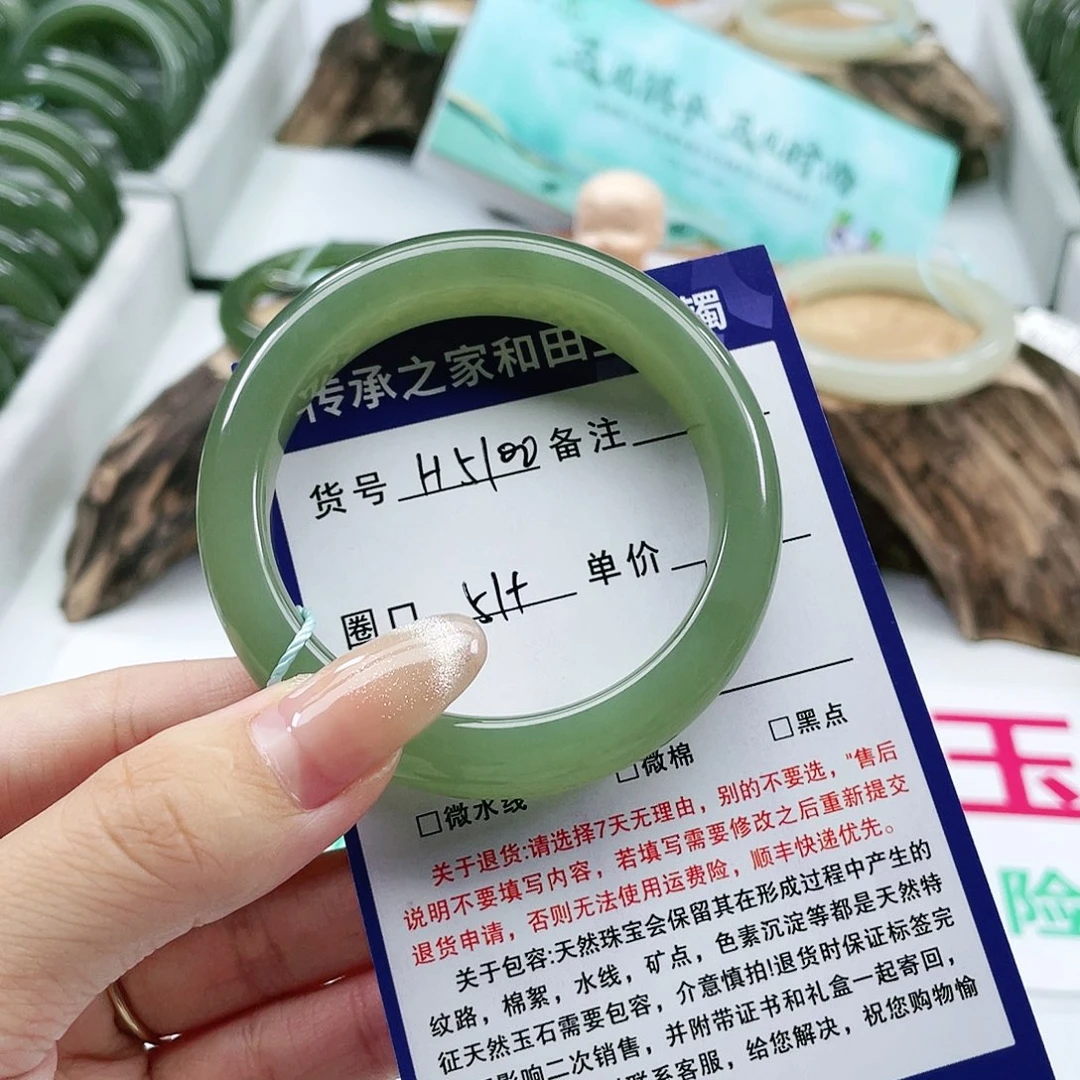 传承之家和田 镯
货号 H5100 备注
圈口 单价
□黑点
□微水线 □微棉
关于退货:请选择7天无理由，别的不要选，"售后
说明不要填写内容，若填写需要修改之后重新提交
退货申请，否则无法使用运费险，顺丰快递优先。
关于包容:天然珠宝会保留其在形成过程中产生的
纹路，棉絮，水线，矿点，色素沉淀等都是天然特
征天然玉石需要包容，介意慎拍!退货时保证标签完
影响二次销售，并附带证书和礼盒一起寄回，
联系客服，给您解决，祝您购物愉
玉
险